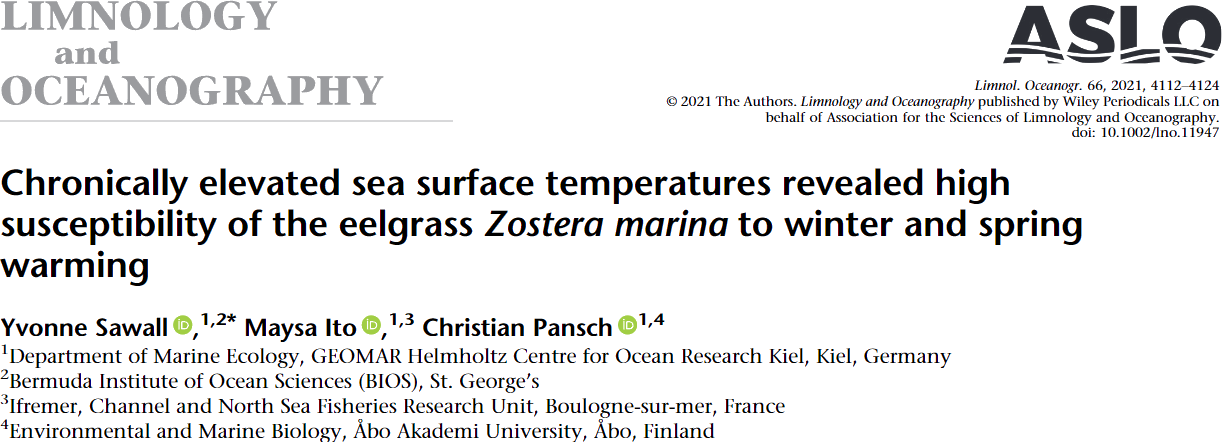 LIMNOLOGY
and
OCEANOGRAPHY
ASLO
Limnol. Oceanogr. 66, 2021, 4112–4124
© 2021 The Authors. Limnology and Oceanography published by Wiley Periodicals LLC on
behalf of Association for the Sciences of Limnology and Oceanography.
doi: 10.1002/lno.11947
Chronically elevated sea surface temperatures revealed high
susceptibility of the eelgrass Zostera marina to winter and spring
warming
Yvonne Sawall iD,1,2* Maysa Ito iD,1,3 Christian Pansch iD1,4
1Department of Marine Ecology, GEOMAR Helmholtz Centre for Ocean Research Kiel, Kiel, Germany
2Bermuda Institute of Ocean Sciences (BIOS), St. George's
3Ifremer, Channel and North Sea Fisheries Research Unit, Boulogne-sur-mer, France
4Environmental and Marine Biology, Åbo Akademi University, Åbo, Finland